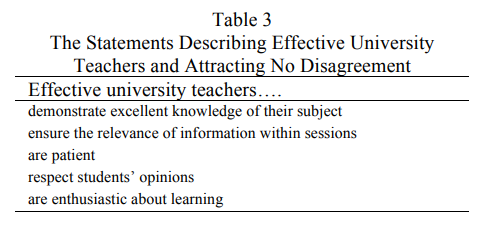 Table 3
The Statements Describing Effective University
Teachers and Attracting No Disagreement
Effective university teachers….
demonstrate excellent knowledge of their subject
ensure the relevance of information within sessions
are patient
respect students’ opinions
are enthusiastic about learning